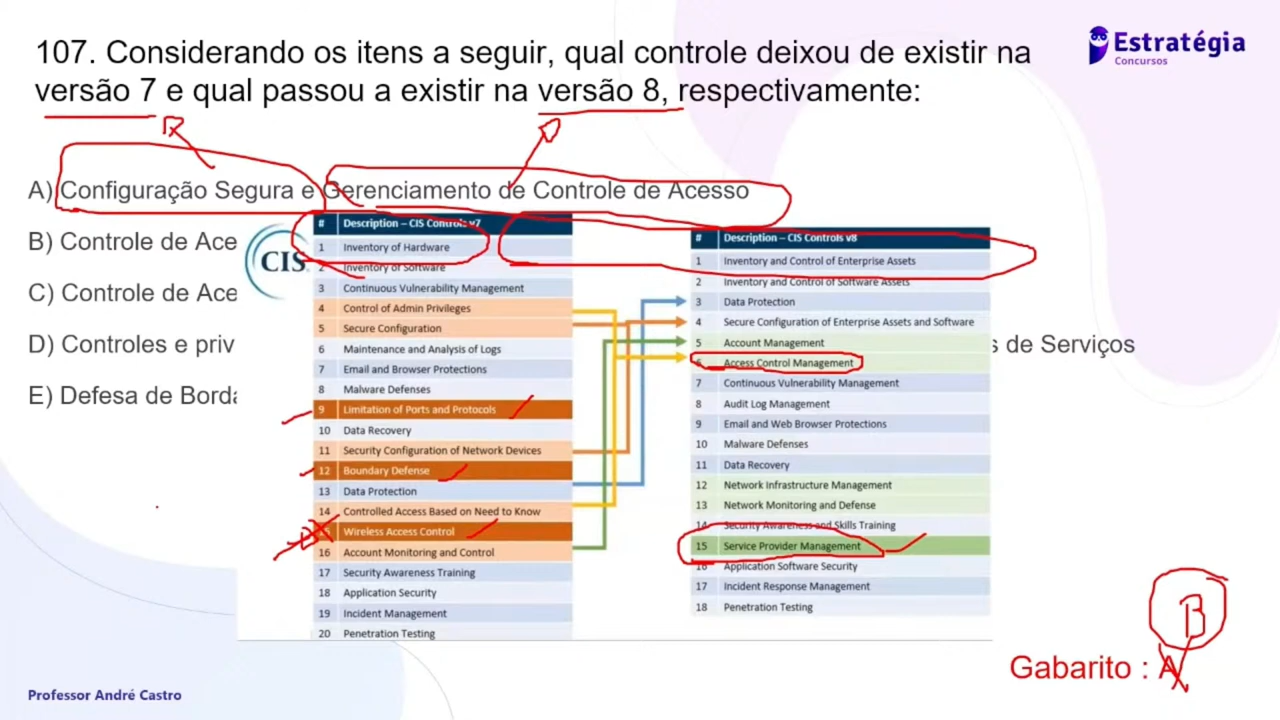 107. Considerando os itens a seguir, qual controle deixou de existir na
versão 7 e qual passou a existir na versão 8, respectivamente:
Estratégia
Concursos
A) Configuração Segura e Gerenciamento de Controle de Acesso
B) Controle de Ace
C) Controle de Ace
D) Controles e priv
s de Serviços
E) Defesa de Borda
CIS
# Description – CIS Controls v7
1 Inventory of Hardware
2 Inventory of Software
3 Continuous Vulnerability Management
4 Control of Admin Privileges
5 Secure Configuration
6 Maintenance and Analysis of Logs
7 Email and Browser Protections
8 Malware Defenses
9 Limitation of Ports and Protocols
10 Data Recovery
11 Security Configuration of Network Devices
12 Boundary Defense
13 Data Protection
14 Controlled Access Based on Need to Know
15 Wireless Access Control
16 Account Monitoring and Control
17 Security Awareness Training
18 Application Security
19 Incident Management
20 Penetration Testing
# Description – CIS Controls v8
1 Inventory and Control of Enterprise Assets
2 Inventory and Control of Software Assets
3 Data Protection
4 Secure Configuration of Enterprise Assets and Software
5 Account Management
6 Access Control Management
7 Continuous Vulnerability Management
8 Audit Log Management
9 Email and Web Browser Protections
10 Malware Defenses
11 Data Recovery
12 Network Infrastructure Management
13 Network Monitoring and Defense
14 Security Awareness and Skills Training
15 Service Provider Management
16 Application Software Security
17 Incident Response Management
18 Penetration Testing
B
Gabarito : A
Professor André Castro